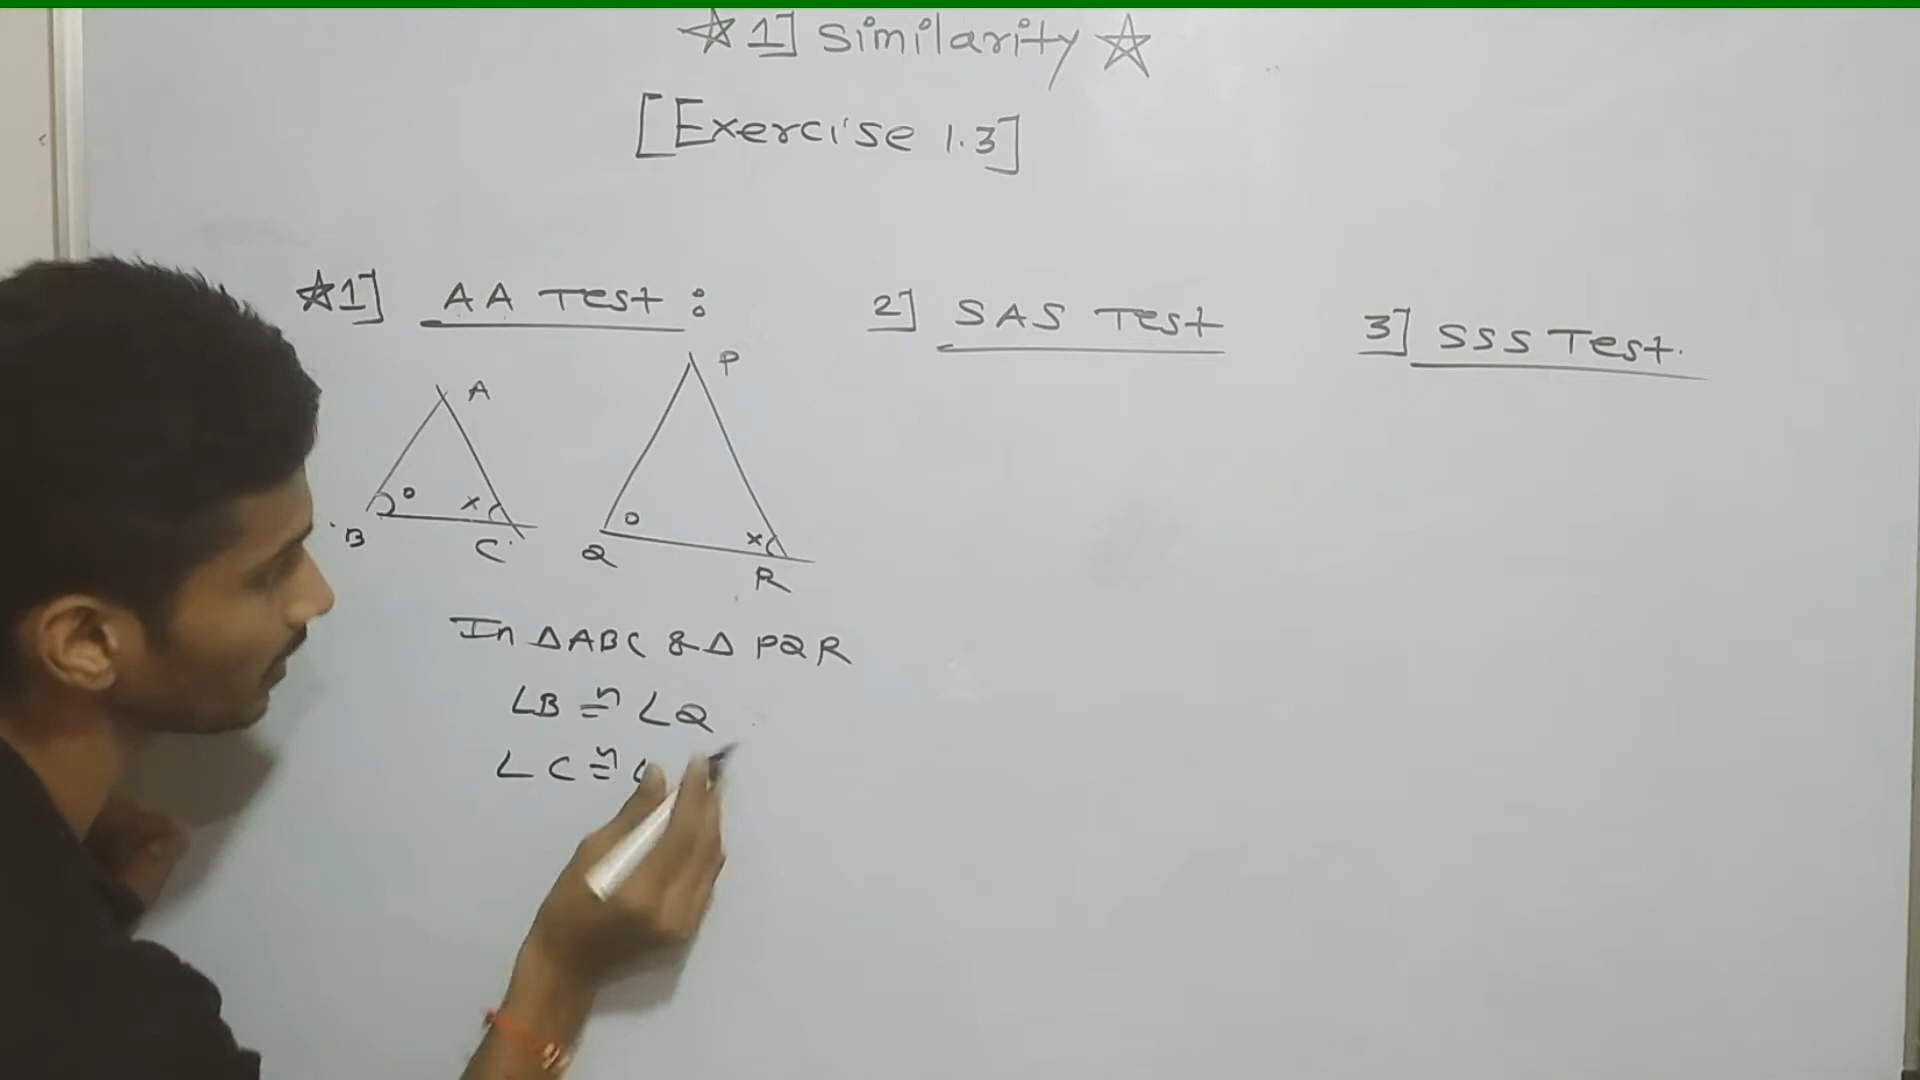 ☆ 1] Similarity ☆
[Exercise 1.3]
☆1] AA Test :
A
B
C
o
x
P
Q
R
o
x
In △ABC & △ PQR
∠B ≅ ∠Q
∠C ≅ ∠
2] SAS Test
3] SSS Test.